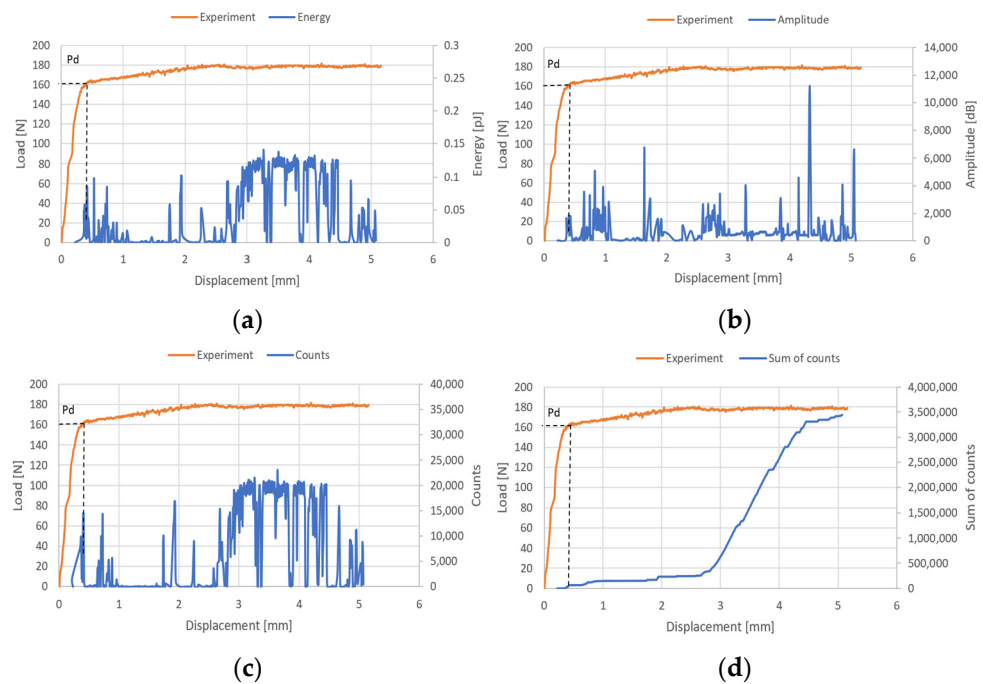 Experiment Energy
Pd
Load [N]
200
180
160
140
120
100
80
60
40
20
0
0 1 2 3 4 5 6
Displacement [mm]
0.3
0.25
0.2
0.15
0.1
0.05
0
Energy [pJ]
(a)
Experiment Amplitude
Pd
Load [N]
200
180
160
140
120
100
80
60
40
20
0
0 1 2 3 4 5 6
Displacement [mm]
14,000
12,000
10,000
8,000
6,000
4,000
2,000
0
Amplitude [dB]
(b)
Experiment Counts
Pd
Load [N]
200
180
160
140
120
100
80
60
40
20
0
0 1 2 3 4 5 6
Displacement [mm]
40,000
35,000
30,000
25,000
20,000
15,000
10,000
5,000
0
Counts
(c)
Experiment Sum of counts
Pd
Load [N]
200
180
160
140
120
100
80
60
40
20
0
0 1 2 3 4 5 6
Displacement [mm]
4,000,000
3,500,000
3,000,000
2,500,000
2,000,000
1,500,000
1,000,000
500,000
0
Sum of counts
(d)